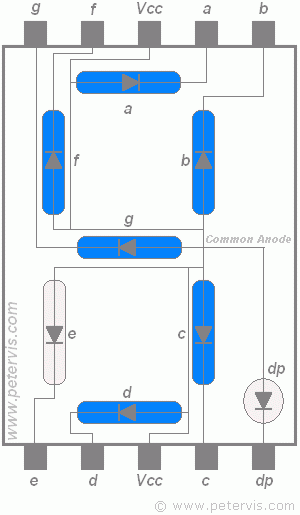 g f Vcc a b
a
f b
g
Common Anode
e c
dp
d
www.petervis.com
e d Vcc c dp
© www.petervis.com